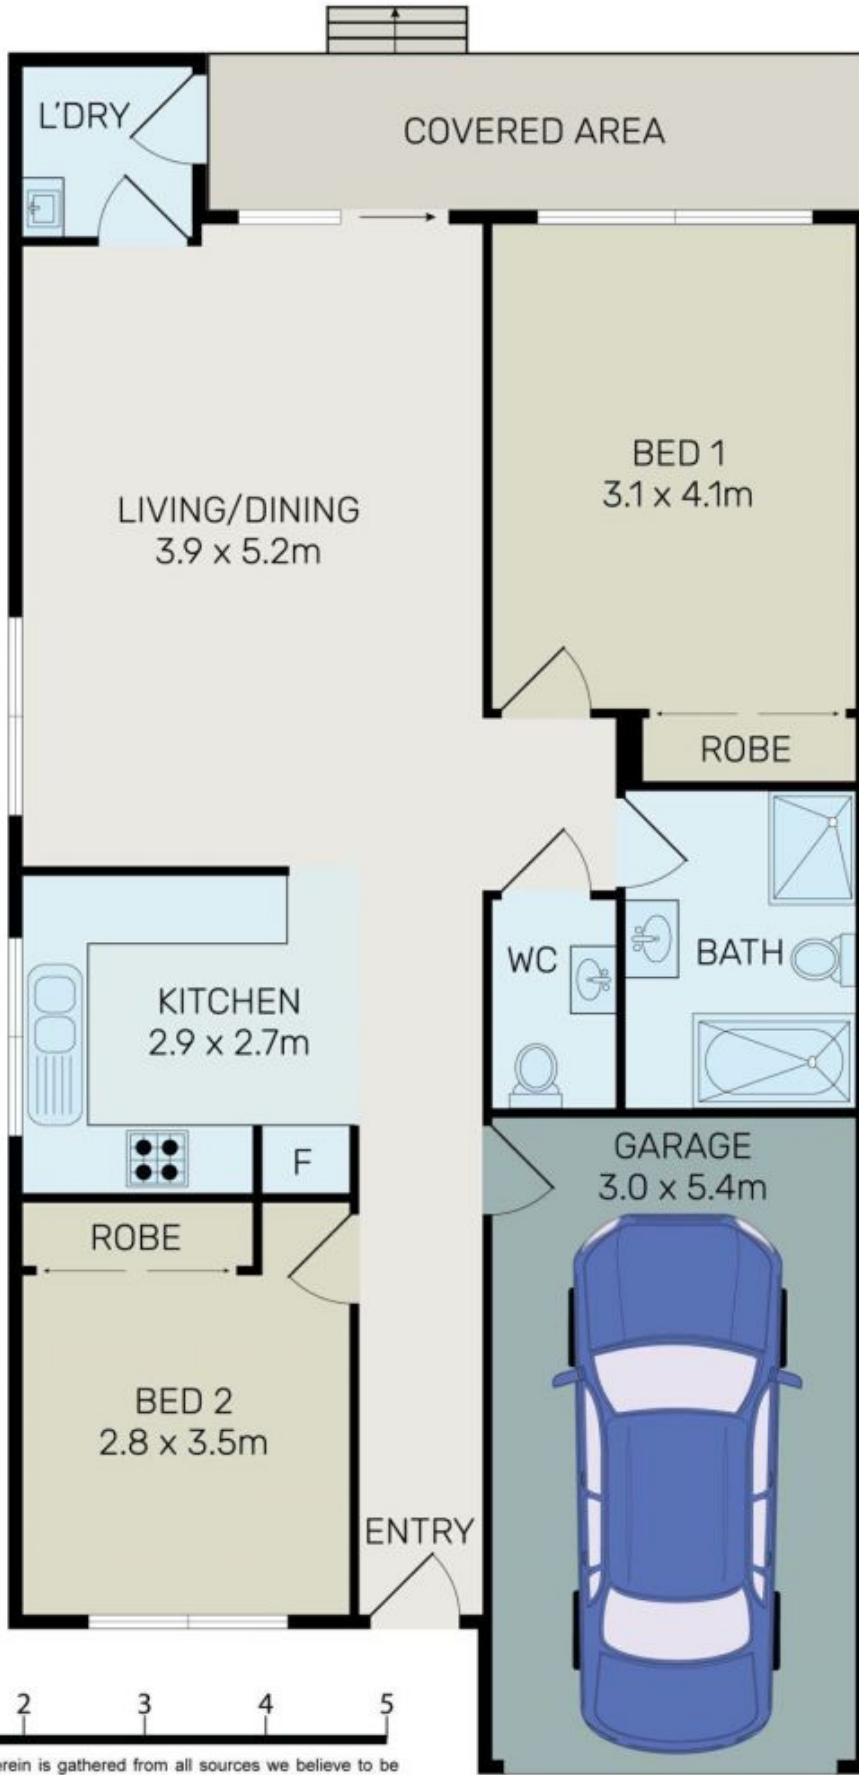 L'DRY
COVERED AREA
BED 1
3.1 x 4.1m
LIVING/DINING
3.9 x 5.2m
ROBE
WC
BATH
KITCHEN
2.9 x 2.7m
F
GARAGE
3.0 x 5.4m
ROBE
BED 2
2.8 x 3.5m
ENTRY
2 3 4 5
erein is gathered from all sources we believe to be